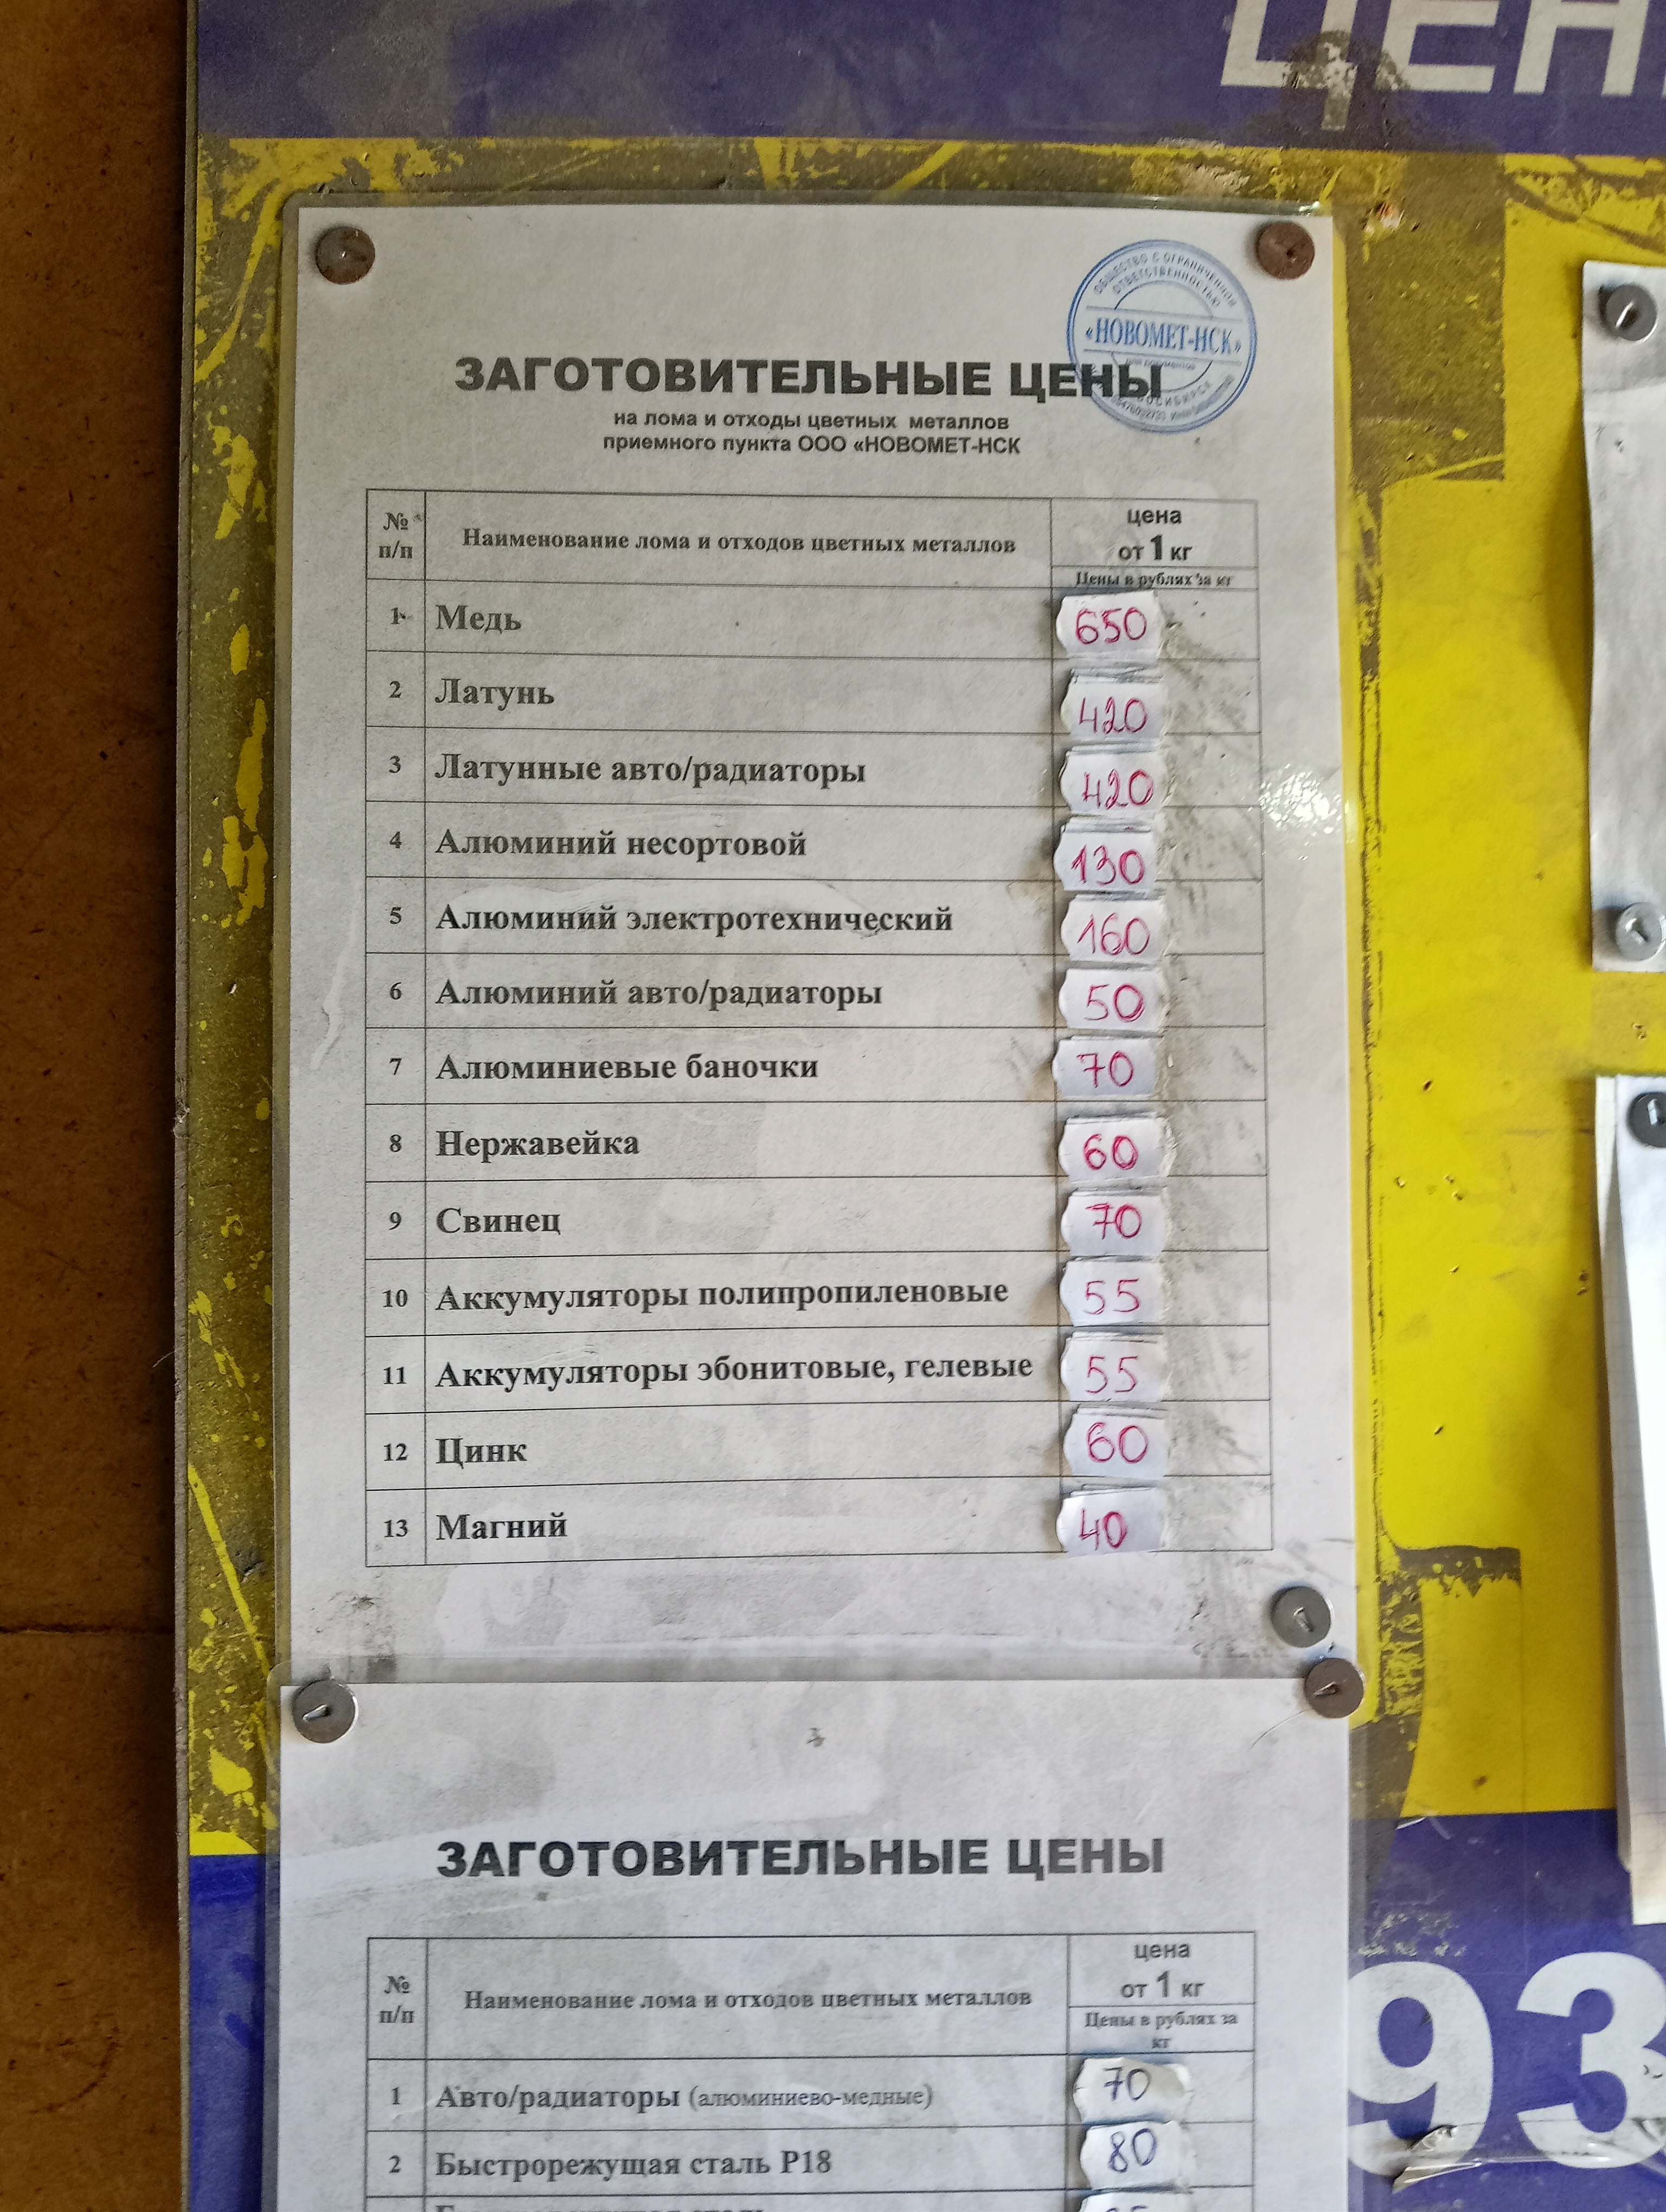 ЦЕН
ОБЩЕСТВО С ОГРАНИЧЕННОЙ
ОТВЕТСТВЕННОСТЬЮ
«НОВОМЕТ-НСК»
ЗАГОТОВИТЕЛЬНЫЕ ЦЕНЫ
на лома и отходы цветных металлов
приемного пункта ООО «НОВОМЕТ-НСК
№ п/п Наименование лома и отходов цветных металлов цена от 1 кг
Цены в рублях за кг
1 Медь 650
2 Латунь 420
3 Латунные авто/радиаторы 420
4 Алюминий несортовой 130
5 Алюминий электротехнический 160
6 Алюминий авто/радиаторы 50
7 Алюминиевые баночки 70
8 Нержавейка 60
9 Свинец 70
10 Аккумуляторы полипропиленовые 55
11 Аккумуляторы эбонитовые, гелевые 55
12 Цинк 60
13 Магний 40
ЗАГОТОВИТЕЛЬНЫЕ ЦЕНЫ
№ п/п Наименование лома и отходов цветных металлов цена от 1 кг
Цены в рублях за кг
1 Авто/радиаторы (алюминиево-медные) 70
2 Быстрорежущая сталь Р18 80
93